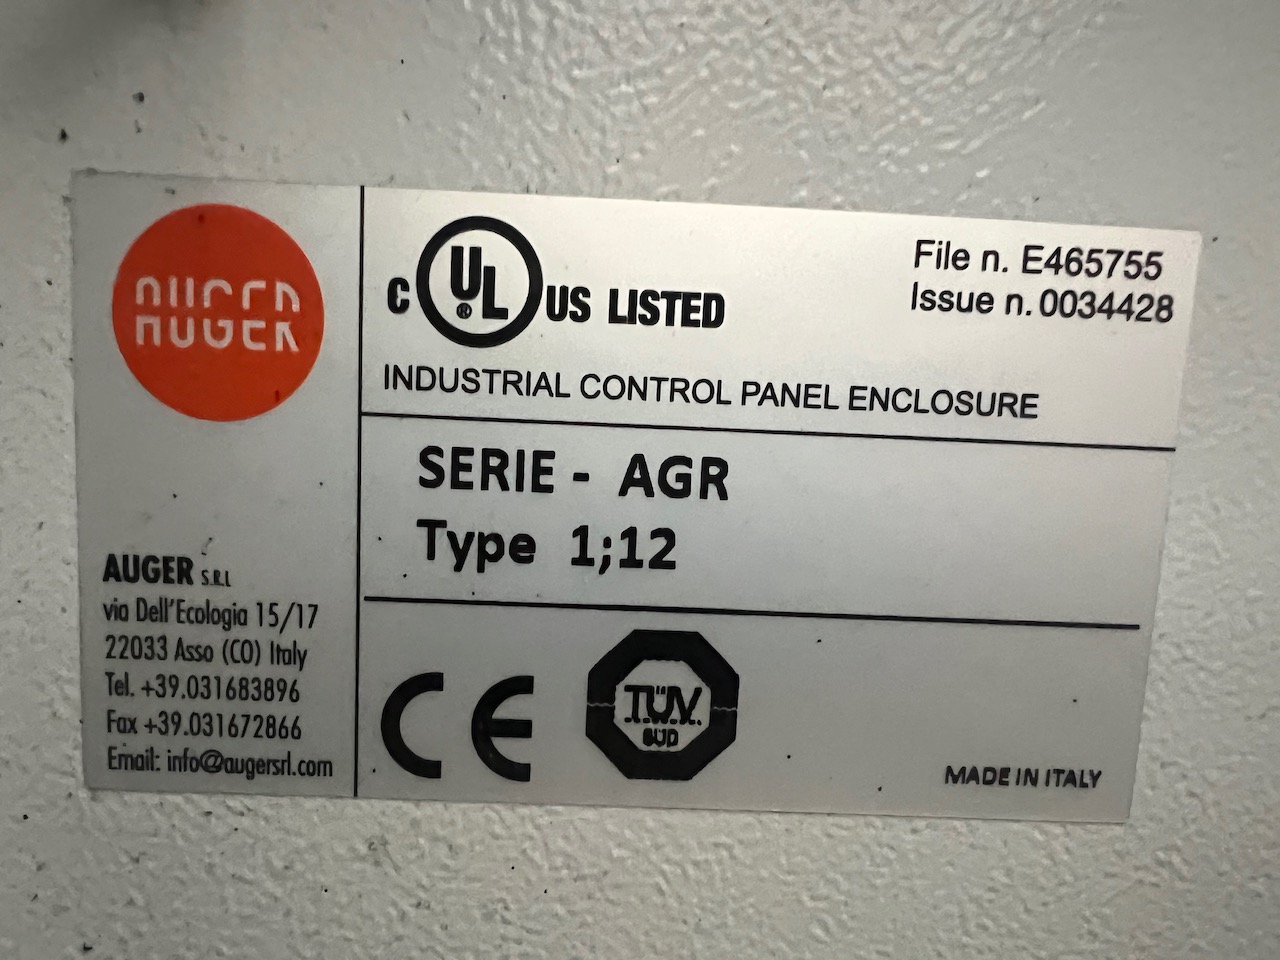 AUGER
AUGER S.R.L
via Dell'Ecologia 15/17
22033 Asso (CO) Italy
Tel. +39.031683896
Fax +39.031672866
Email: info@augersrl.com
C UL® US LISTED
File n. E465755
Issue n. 0034428
INDUSTRIAL CONTROL PANEL ENCLOSURE
SERIE - AGR
Type 1;12
CE
TÜV
SÜD
MADE IN ITALY